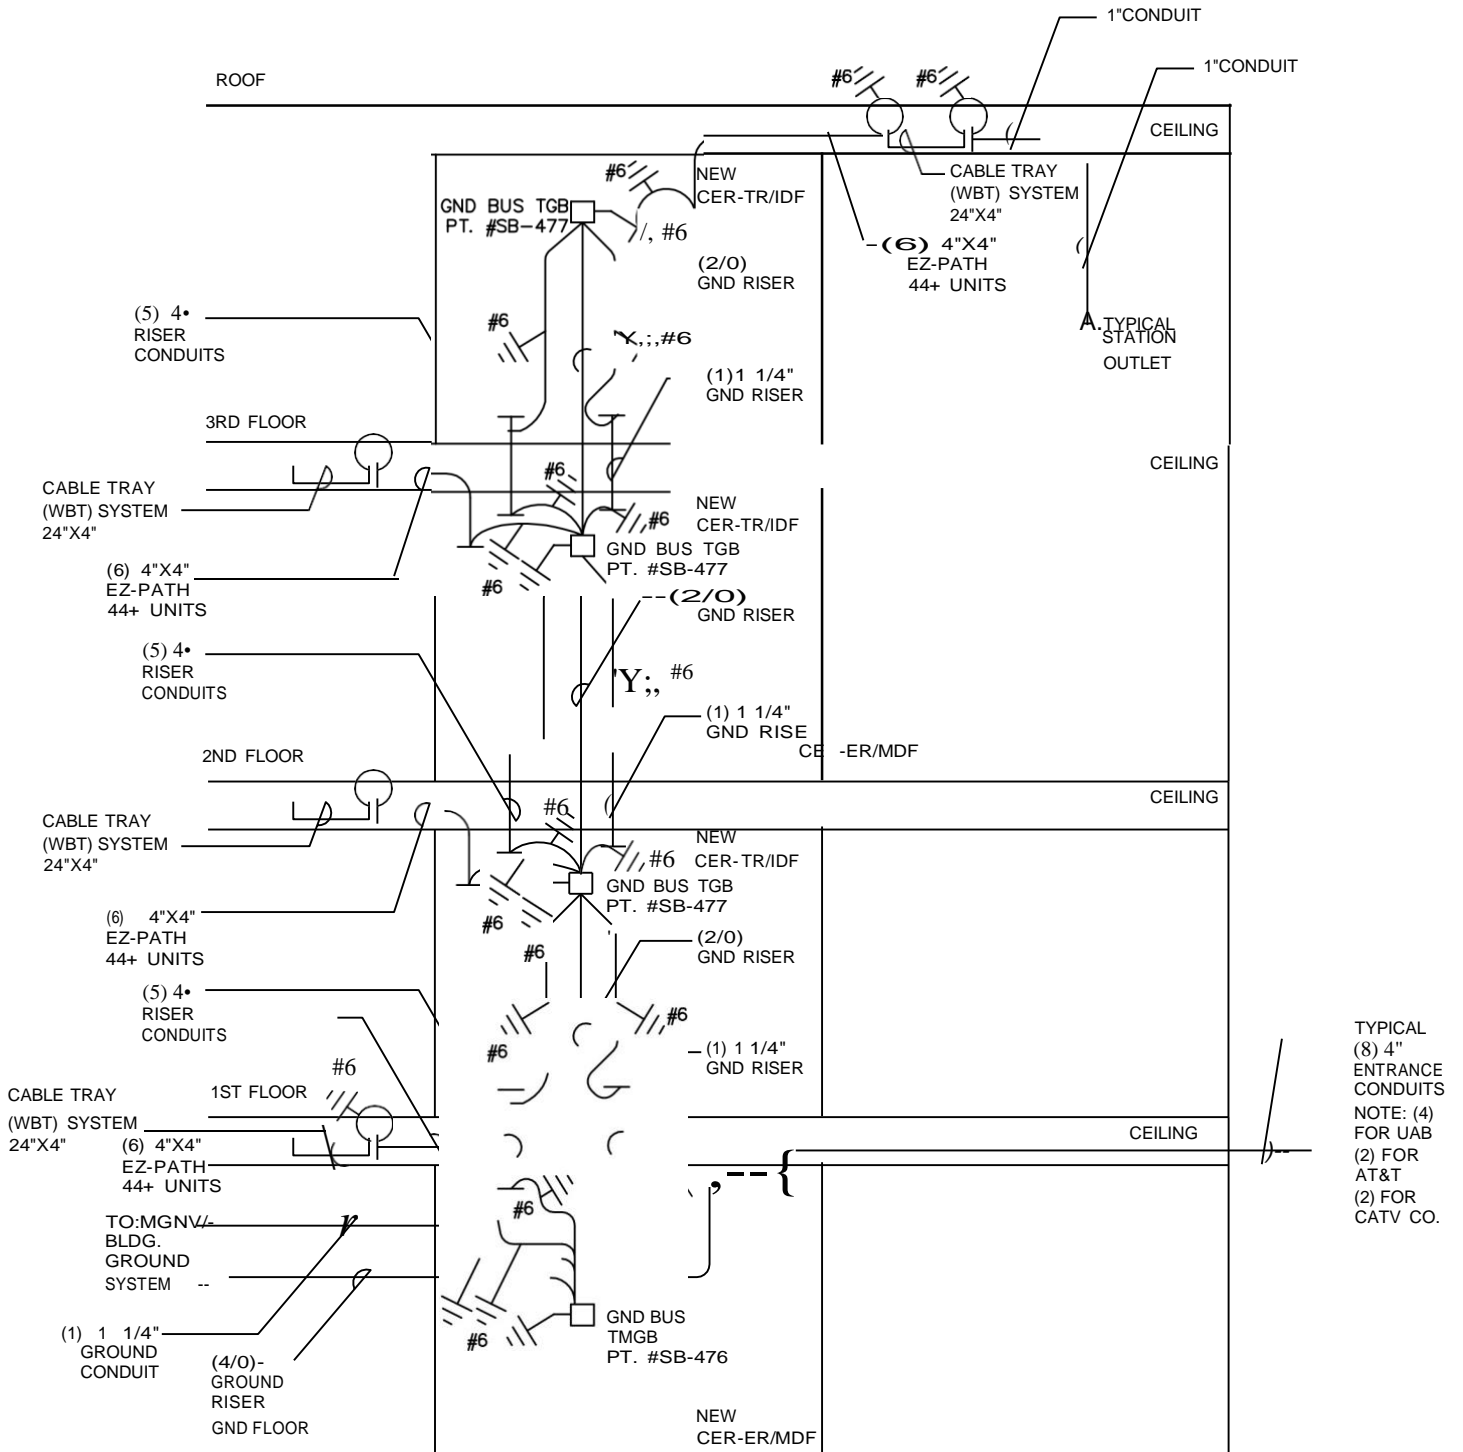 1"CONDUIT
1"CONDUIT
ROOF
#6
#6
CEILING
#6
NEW
CER-TR/IDF
CABLE TRAY
(WBT) SYSTEM
24"X4"
GND BUS TGB
PT. #SB-477
/, #6
-(6) 4"X4"
EZ-PATH
44+ UNITS
(2/0)
GND RISER
(5) 4•
RISER
CONDUITS
#6
'Y,;,,#6
A.TYPICAL
STATION
OUTLET
(1)1 1/4"
GND RISER
3RD FLOOR
CEILING
#6
CABLE TRAY
(WBT) SYSTEM
24"X4"
NEW
CER-TR/IDF
#6
GND BUS TGB
PT. #SB-477
(6) 4"X4"
EZ-PATH
44+ UNITS
#6
--(2/0)
GND RISER
(5) 4•
RISER
CONDUITS
'Y;,, #6
(1) 1 1/4"
GND RISE
CE -ER/MDF
2ND FLOOR
CEILING
#6
CABLE TRAY
(WBT) SYSTEM
24"X4"
NEW
CER-TR/IDF
#6
GND BUS TGB
PT. #SB-477
(6) 4"X4"
EZ-PATH
44+ UNITS
#6
#6
(2/0)
GND RISER
(5) 4•
RISER
CONDUITS
#6
#6
(1) 1 1/4"
GND RISER
TYPICAL
(8) 4"
ENTRANCE
CONDUITS
NOTE: (4)
FOR UAB
(2) FOR
AT&T
(2) FOR
CATV CO.
#6
1ST FLOOR
CABLE TRAY
(WBT) SYSTEM
24"X4"
CEILING
(6) 4"X4"
EZ-PATH
44+ UNITS
,--{
)--
#6
TO:MGNV/-
BLDG.
GROUND
SYSTEM --
r
(1) 1 1/4"
GROUND
CONDUIT
#6
GND BUS
TMGB
PT. #SB-476
(4/0)-
GROUND
RISER
GND FLOOR
NEW
CER-ER/MDF